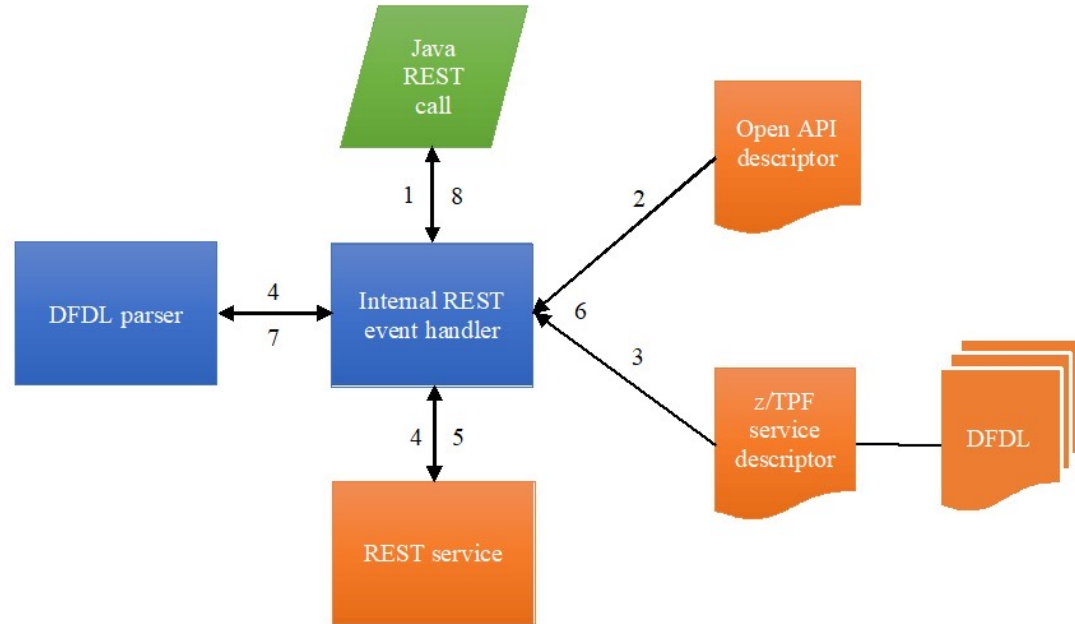 Java
REST
call
Open API
descriptor
1
8
2
DFDL parser
4
7
Internal REST
event handler
6
3
z/TPF
service
descriptor
DFDL
4
5
REST service